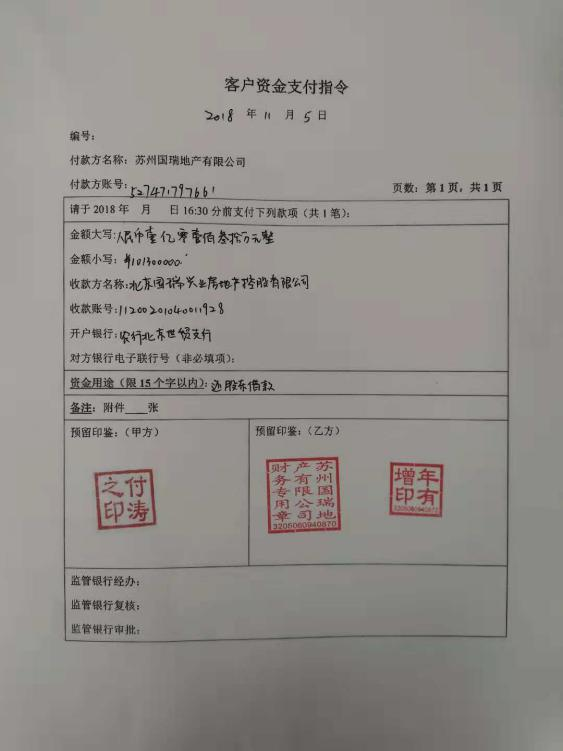 客户资金支付指令
2018 年 11 月 5 日
编号:
付款方名称: 苏州国瑞地产有限公司
付款方账号: 527471797661
页数: 第 1 页, 共 1 页
请于 2018 年 月 日 16:30 分前支付下列款项 (共 1 笔):
金额大写: 人民币壹亿零壹佰叁拾万元整
金额小写: ¥101300000.
收款方名称: 北京国瑞兴业房地产控股有限公司
收款账号: 11200201040011928
开户银行: 农行北京世贸支行
对方银行电子联行号 (非必填项):
资金用途 (限 15 个字以内): 还股东借款
备注: 附件 张
预留印鉴: (甲方)
预留印鉴: (乙方)
付涛之印
苏州国瑞地产有限公司财务专用章
3205060940870
年有增印
3205060940872
监管银行经办:
监管银行复核:
监管银行审批: